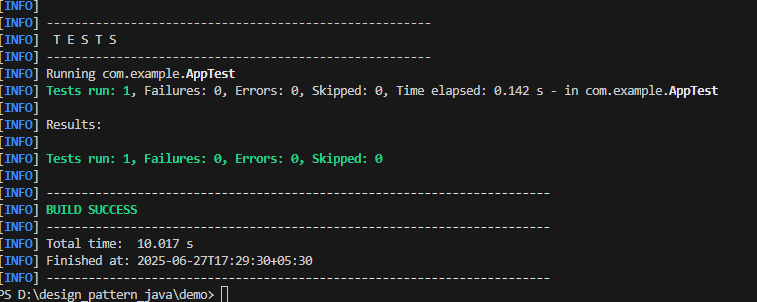 [INFO]
[INFO] -------------------------------------------------------
[INFO]  T E S T S
[INFO] -------------------------------------------------------
[INFO] Running com.example.AppTest
[INFO] Tests run: 1, Failures: 0, Errors: 0, Skipped: 0, Time elapsed: 0.142 s - in com.example.AppTest
[INFO]
[INFO] Results:
[INFO]
[INFO] Tests run: 1, Failures: 0, Errors: 0, Skipped: 0
[INFO]
[INFO] ------------------------------------------------------------------------
[INFO] BUILD SUCCESS
[INFO] ------------------------------------------------------------------------
[INFO] Total time:  10.017 s
[INFO] Finished at: 2025-06-27T17:29:30+05:30
[INFO] ------------------------------------------------------------------------
PS D:\design_pattern_java\demo>